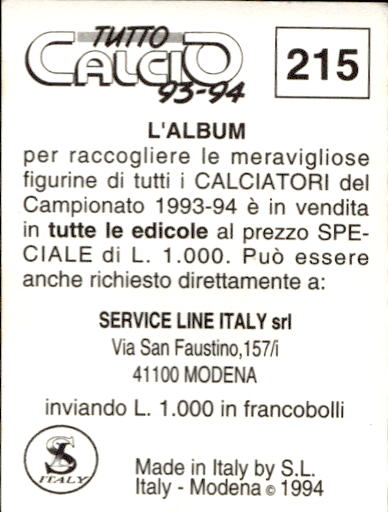 TUTTO
CALCIO
93-94
215
L'ALBUM
per raccogliere le meravigliose
figurine di tutti i CALCIATORI del
Campionato 1993-94 è in vendita
in tutte le edicole al prezzo SPE-
CIALE di L. 1.000. Può essere
anche richiesto direttamente a:
SERVICE LINE ITALY srl
Via San Faustino,157/i
41100 MODENA
inviando L. 1.000 in francobolli
SL
ITALY
Made in Italy by S.L.
Italy - Modena © 1994